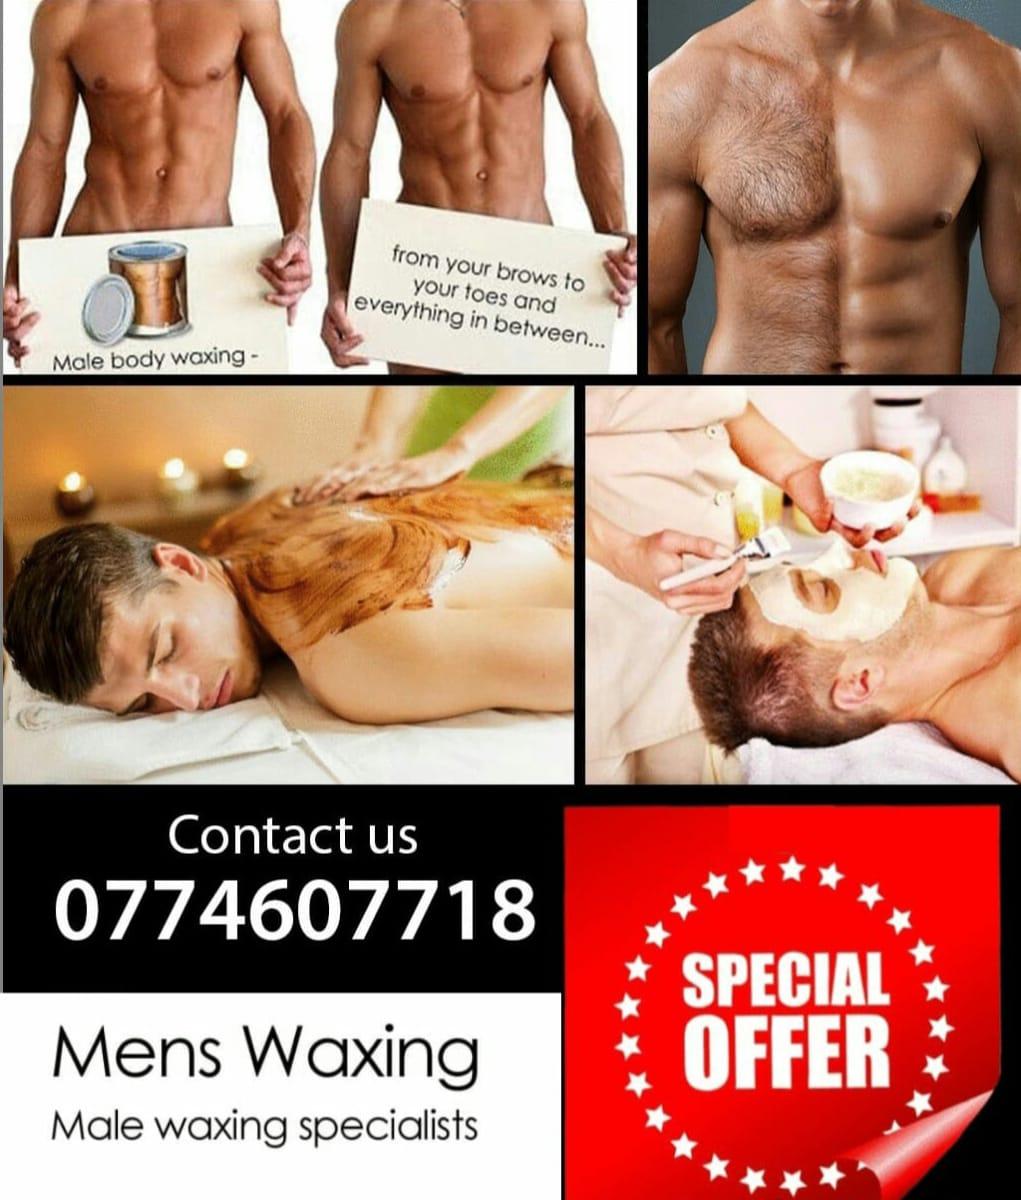 Male body waxing -
from your brows to
your toes and
everything in between...
Contact us
0774607718
Mens Waxing
Male waxing specialists
SPECIAL
OFFER